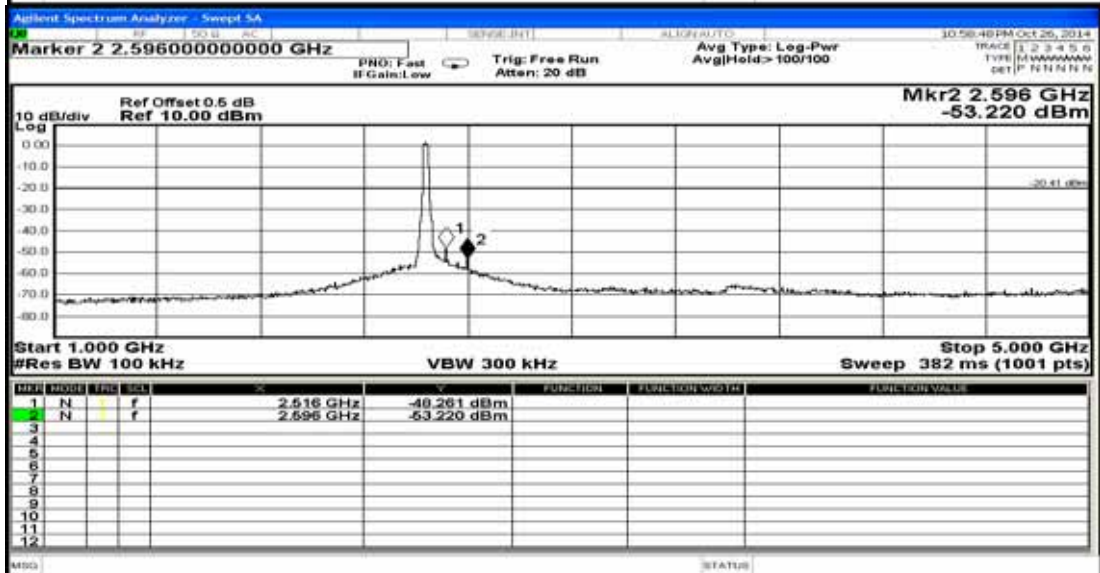 Agilent Spectrum Analyzer - Swept SA
RF 50 Ω AC SENSE:INT ALIGN AUTO 10:58:48 PM Oct 26, 2014
Marker 2 2.596000000000 GHz
PNO: Fast Trig: Free Run Avg Type: Log-Pwr TRACE 1 2 3 4 5 6
IFGain:Low Atten: 20 dB Avg|Hold:> 100/100 TYPE M WWWWW
DET P N N N N N
Mkr2 2.596 GHz
-53.220 dBm
Ref Offset 0.5 dB
10 dB/div Ref 10.00 dBm
Log
0.00
-10.0
-20.0
-20.41 dBm
-30.0
-40.0
1
2
-50.0
-60.0
-70.0
-80.0
Start 1.000 GHz Stop 5.000 GHz
#Res BW 100 kHz VBW 300 kHz Sweep 382 ms (1001 pts)
MKR MODE TRC SCL X Y FUNCTION FUNCTION WIDTH FUNCTION VALUE
1 N 1 f 2.516 GHz -48.261 dBm
2 N 1 f 2.596 GHz -53.220 dBm
3
4
5
6
7
8
9
10
11
12
MSG STATUS